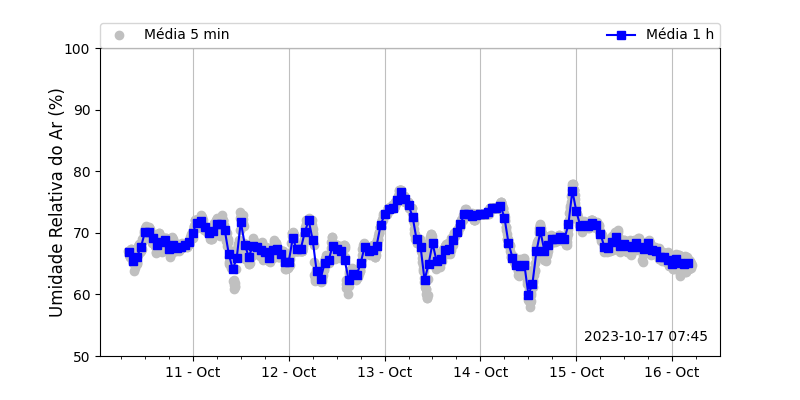 Média 5 min Média 1 h
100
90
80
70
60
50
Umidade Relativa do Ar (%)
2023-10-17 07:45
11 - Oct 12 - Oct 13 - Oct 14 - Oct 15 - Oct 16 - Oct